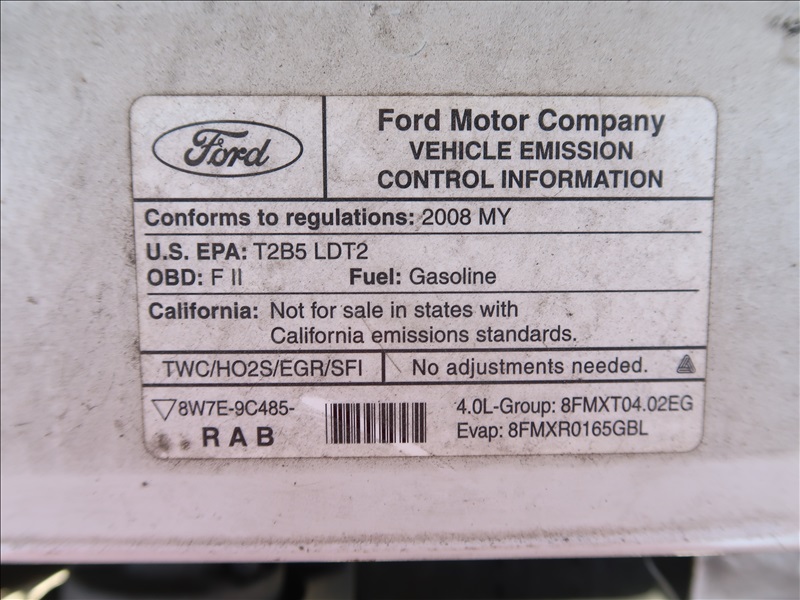 Ford
Ford Motor Company
VEHICLE EMISSION
CONTROL INFORMATION
Conforms to regulations: 2008 MY
U.S. EPA: T2B5 LDT2
OBD: F II Fuel: Gasoline
California: Not for sale in states with
California emissions standards.
TWC/HO2S/EGR/SFI No adjustments needed.
8W7E-9C485-
RAB
4.0L-Group: 8FMXT04.02EG
Evap: 8FMXR0165GBL